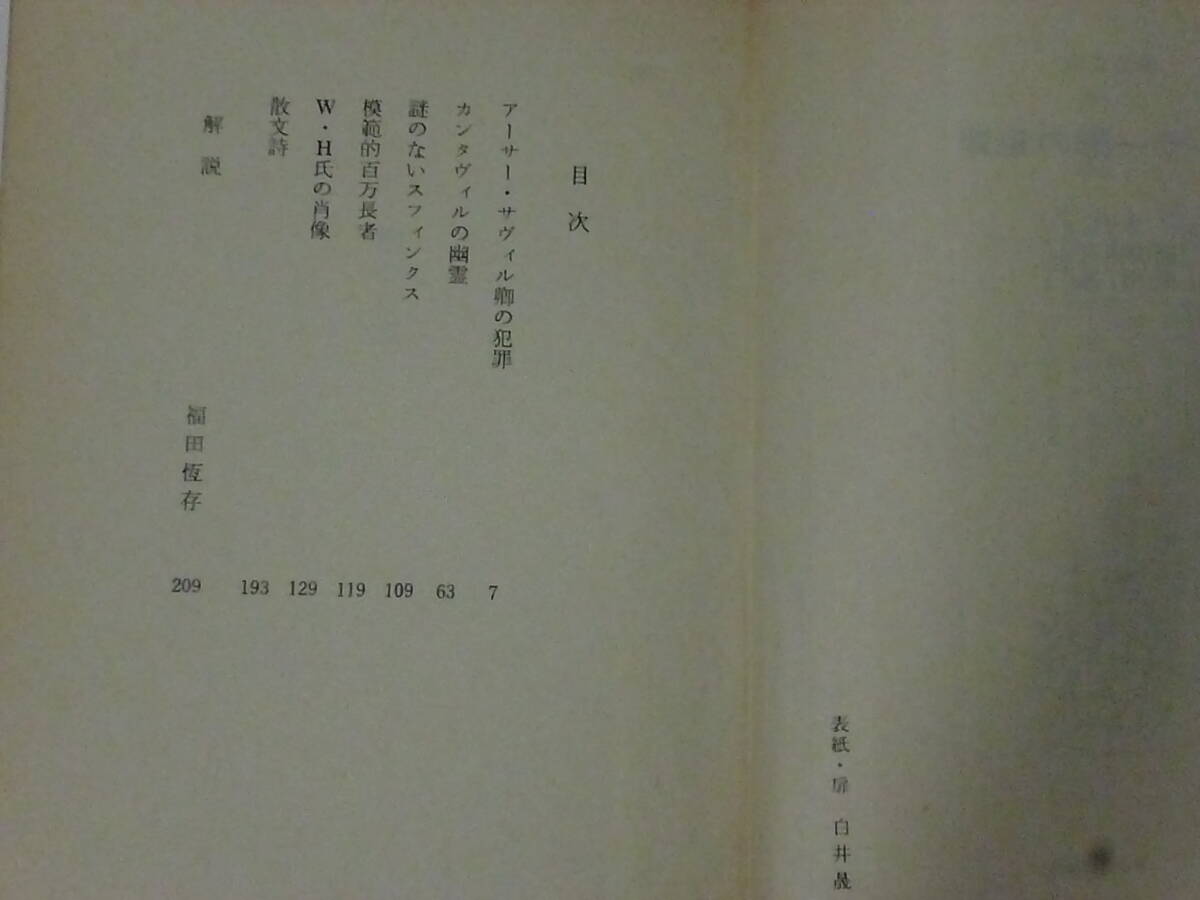 表紙・扉 白井晟
目次
アーサー・サヴィル卿の犯罪 7
カンタヴィルの幽霊 63
謎のないスフィンクス 109
模範的百万長者 119
W・H氏の肖像 129
散文詩 193
解説 福田恆存 209